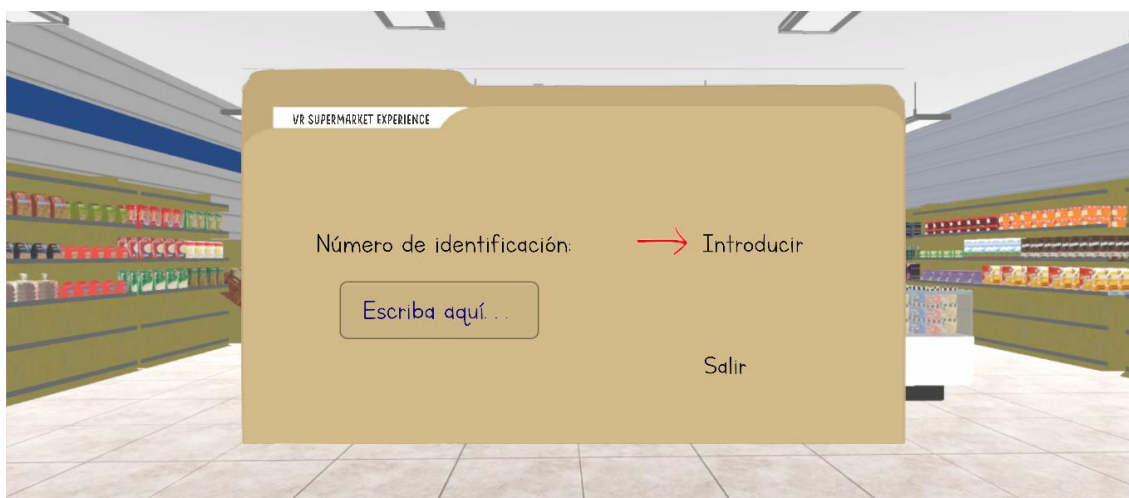 VR SUPERMARKET EXPERIENCE
Número de identificación:
Introducir
Escriba aquí. . .
Salir